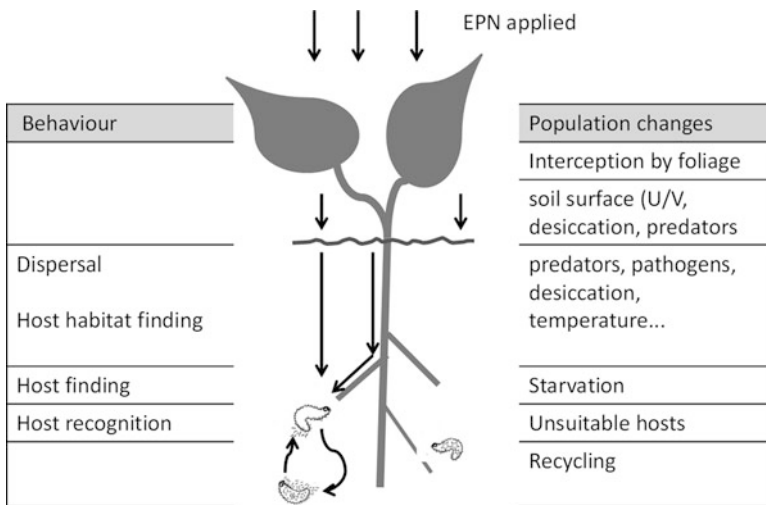 EPN applied
Behaviour
Population changes
Interception by foliage
soil surface (U/V,
desiccation, predators
Dispersal
predators, pathogens,
desiccation,
Host habitat finding
temperature...
Host finding
Starvation
Host recognition
Unsuitable hosts
Recycling